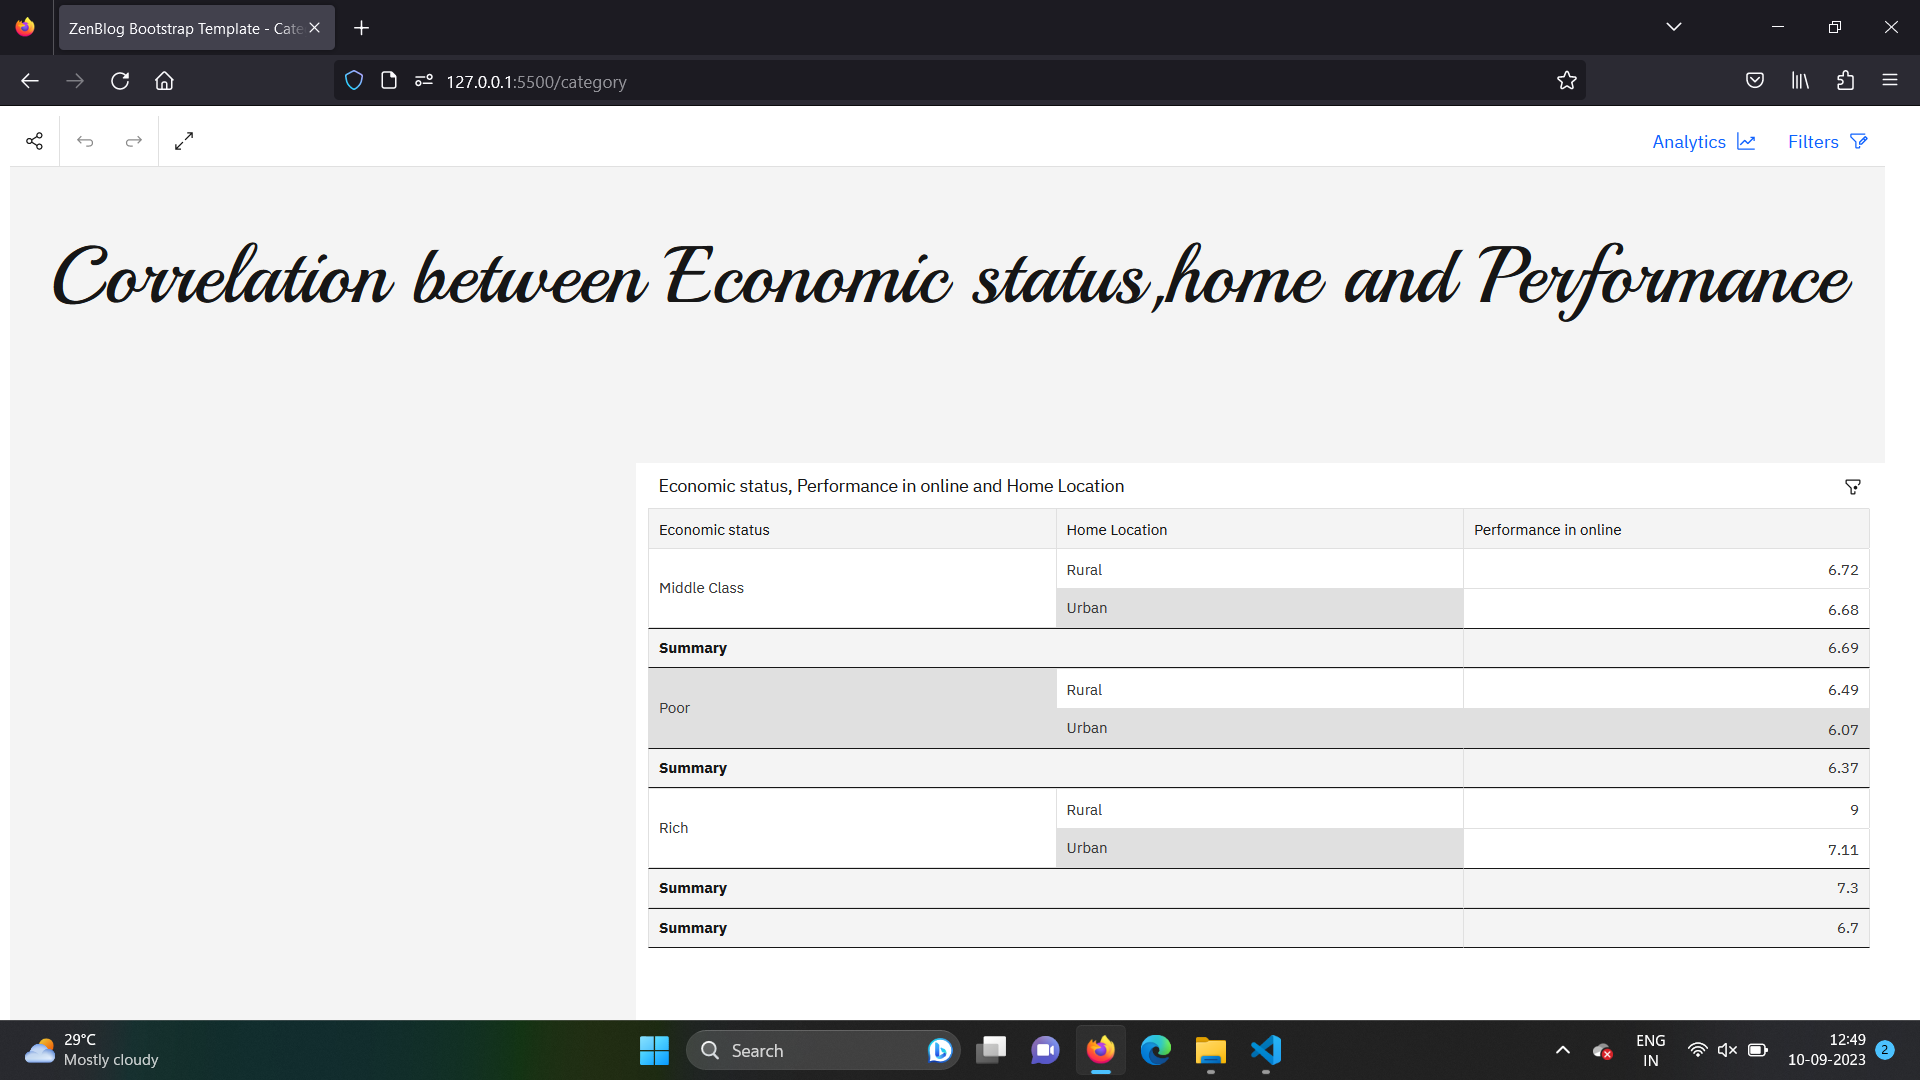 ZenBlog Bootstrap Template - Cate
127.0.0.1:5500/category
Analytics
Filters
Correlation between Economic status,home and Performance
Economic status, Performance in online and Home Location
Economic status Home Location Performance in online
Middle Class Rural 6.72
Urban 6.68
Summary 6.69
Poor Rural 6.49
Urban 6.07
Summary 6.37
Rich Rural 9
Urban 7.11
Summary 7.3
Summary 6.7
29°C
Mostly cloudy
Search
ENG
IN
12:49
10-09-2023
2